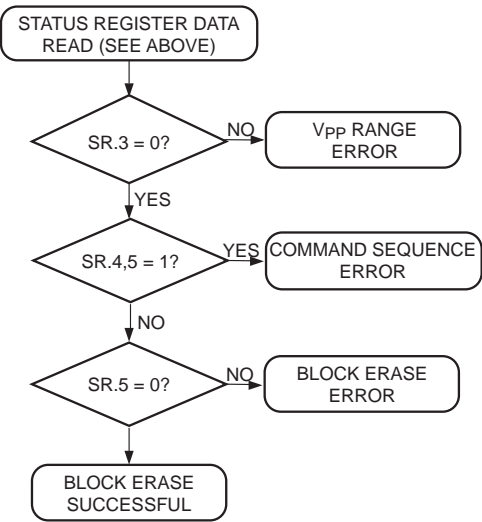 STATUS REGISTER DATA
READ (SEE ABOVE)
SR.3 = 0?
NO
VPP RANGE
ERROR
YES
SR.4,5 = 1?
YES
COMMAND SEQUENCE
ERROR
NO
SR.5 = 0?
NO
BLOCK ERASE
ERROR
BLOCK ERASE
SUCCESSFUL